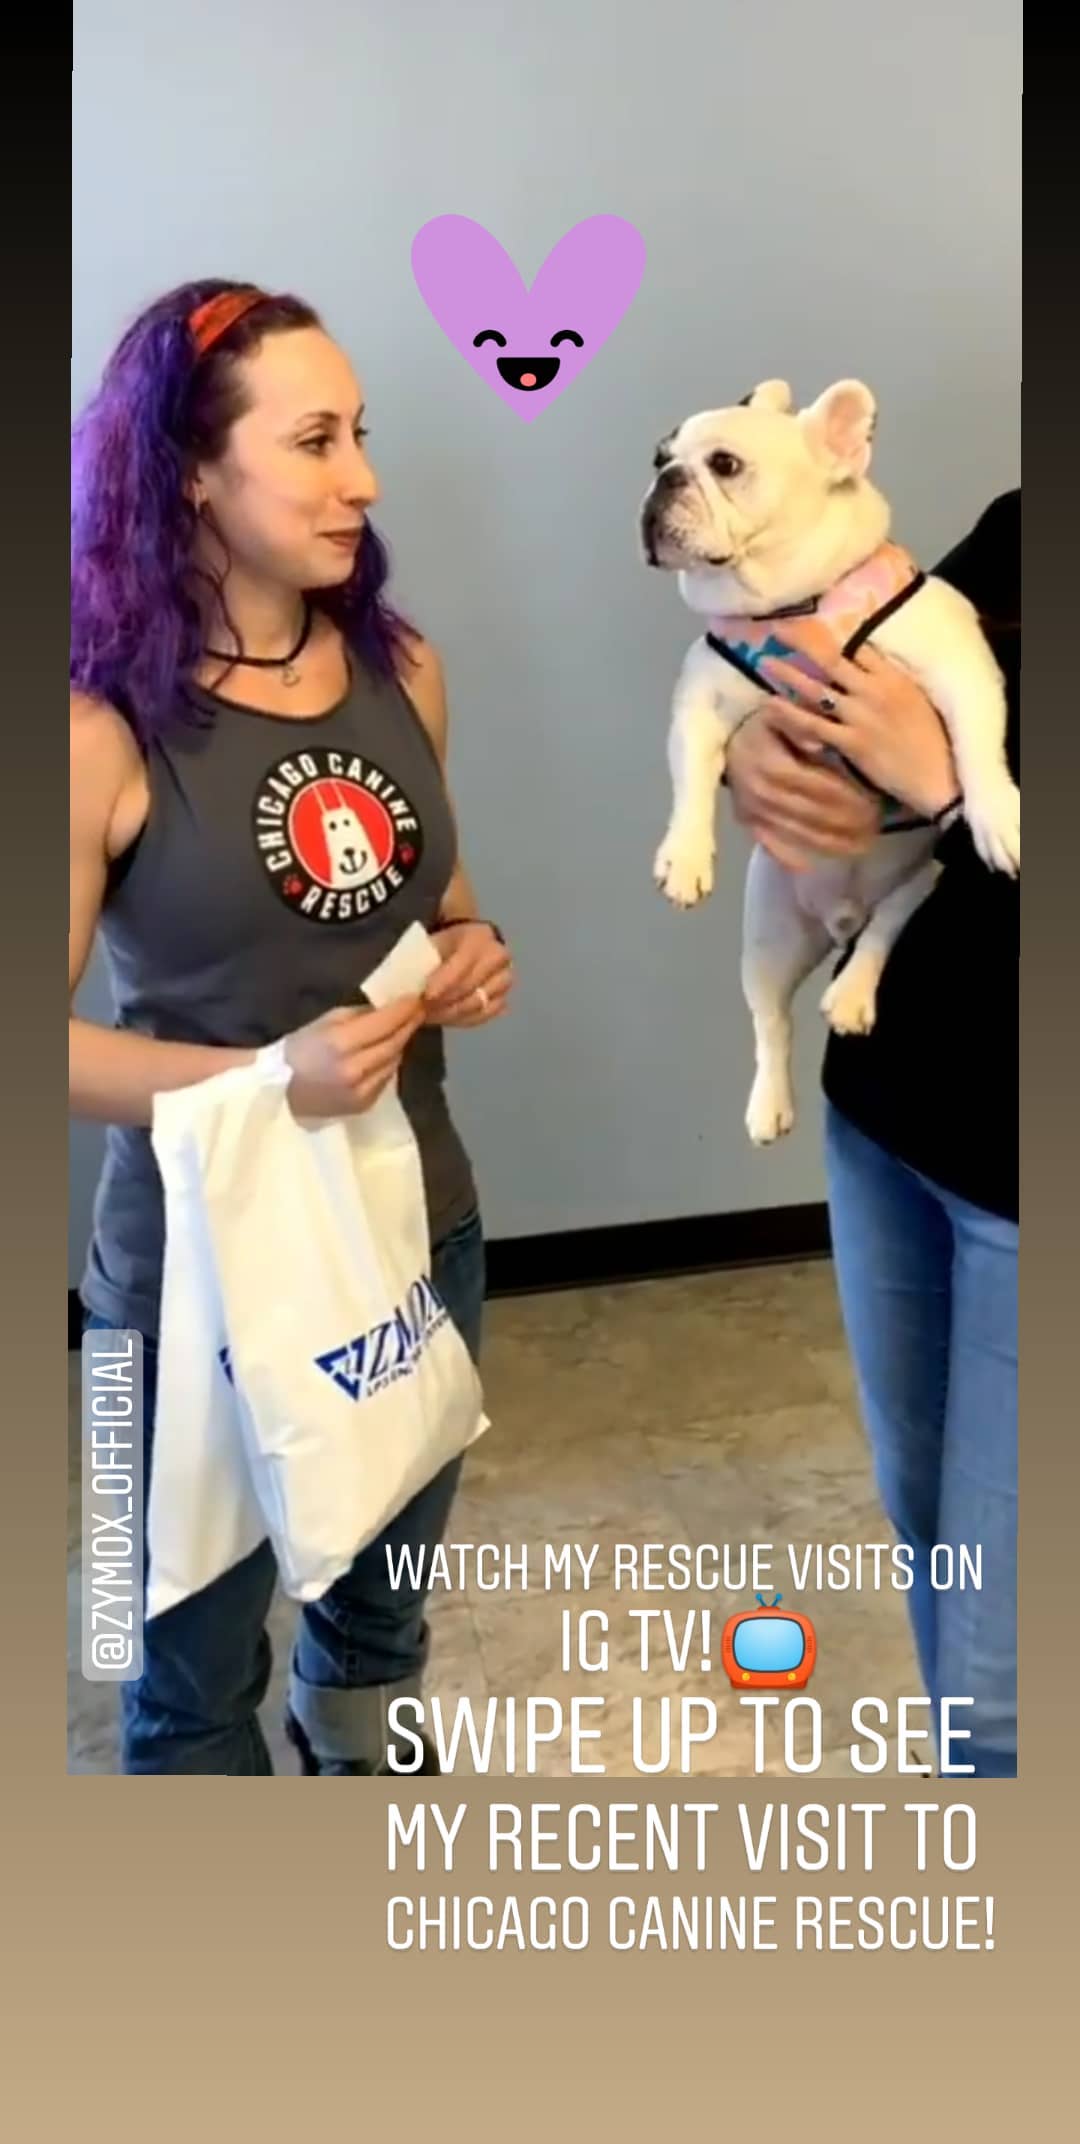 CHICAGO CANINE
RESCUE
ZYMOX
@ZYMOX_OFFICIAL
WATCH MY RESCUE VISITS ON
IG TV!📺
SWIPE UP TO SEE
MY RECENT VISIT TO
CHICAGO CANINE RESCUE!